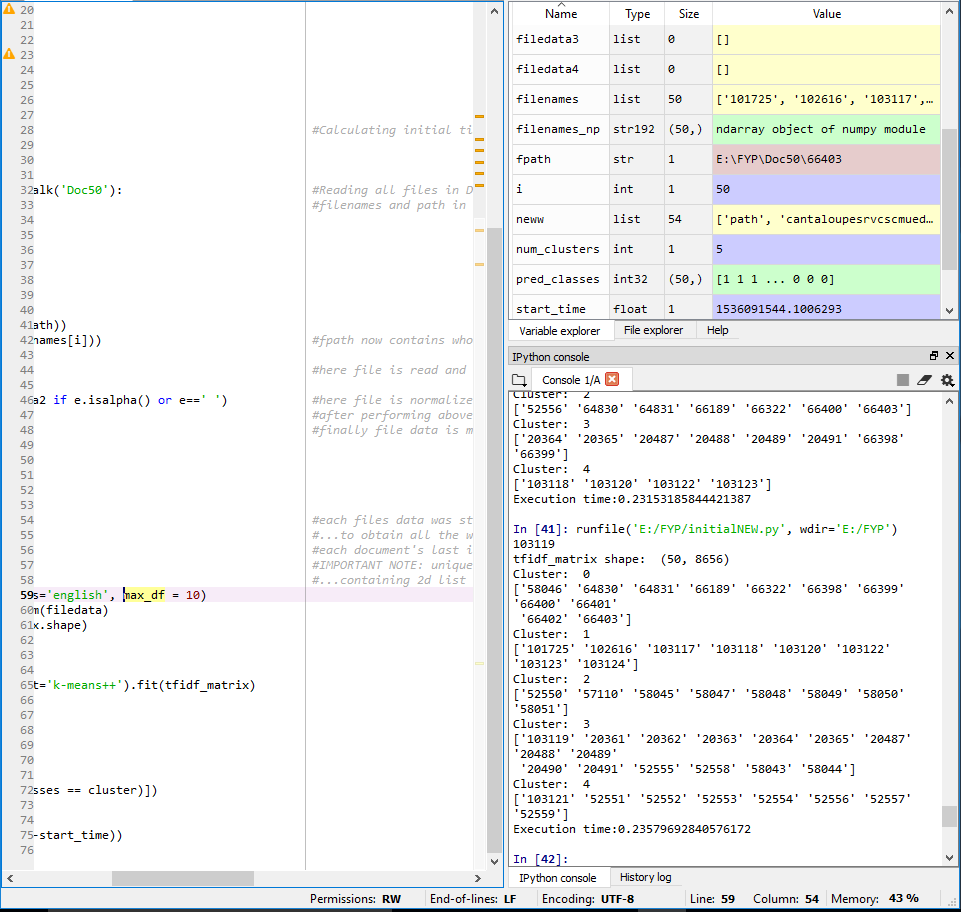 20
21
22
23
24
25
26
27
28 #Calculating initial ti
29
30
31
32 alk('Doc50'): #Reading all files in D
33 #filenames and path in
34
35
36
37
38
39
40
41 ath))
42 names[i])) #fpath now contains who
43
44 #here file is read and
45
46 a2 if e.isalpha() or e==' ') #here file is normalize
47 #after performing above
48 #finally file data is m
49
50
51
52
53
54 #each files data was st
55 #...to obtain all the w
56 #each document's last i
57 #IMPORTANT NOTE: unique
58 #...containing 2d list
59 s='english', max_df = 10)
60 m(filedata)
61 x.shape)
62
63
64
65 t='k-means++').fit(tfidf_matrix)
66
67
68
69
70
71
72 sses == cluster)])
73
74
75 -start_time))
76
Name Type Size Value
filedata3 list 0 []
filedata4 list 0 []
filenames list 50 ['101725', '102616', '103117',…
filenames_np str192 (50,) ndarray object of numpy module
fpath str 1 E:\FYP\Doc50\66403
i int 1 50
neww list 54 ['path', 'cantaloupesrvcscmued…
num_clusters int 1 5
pred_classes int32 (50,) [1 1 1 ... 0 0 0]
start_time float 1 1536091544.1006293
Variable explorer File explorer Help
IPython console
Console 1/A
Cluster:  2
['52556' '64830' '64831' '66189' '66322' '66400' '66403']
Cluster:  3
['20364' '20365' '20487' '20488' '20489' '20491' '66398'
'66399']
Cluster:  4
['103118' '103120' '103122' '103123']
Execution time:0.23153185844421387
In [41]: runfile('E:/FYP/initialNEW.py', wdir='E:/FYP')
103119
tfidf_matrix shape:  (50, 8656)
Cluster:  0
['58046' '64830' '64831' '66189' '66322' '66398' '66399'
'66400' '66401'
 '66402' '66403']
Cluster:  1
['101725' '102616' '103117' '103118' '103120' '103122'
'103123' '103124']
Cluster:  2
['52550' '57110' '58045' '58047' '58048' '58049' '58050'
'58051']
Cluster:  3
['103119' '20361' '20362' '20363' '20364' '20365' '20487'
'20488' '20489'
 '20490' '20491' '52555' '52558' '58043' '58044']
Cluster:  4
['103121' '52551' '52552' '52553' '52554' '52556' '52557'
'52559']
Execution time:0.23579692840576172
In [42]:
IPython console History log
Permissions: RW End-of-lines: LF Encoding: UTF-8 Line: 59 Column: 54 Memory: 43 %